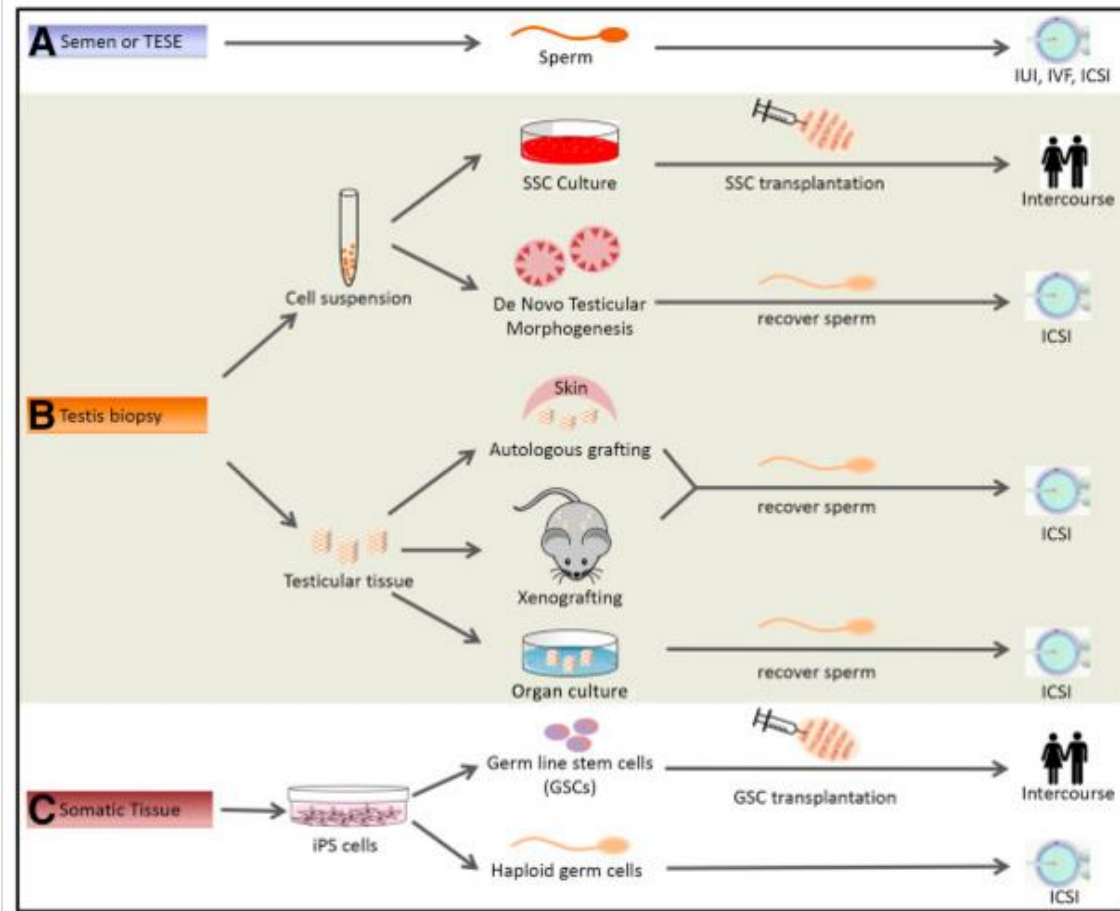 A Semen or TESE
Sperm
IUI, IVF, ICSI
SSC Culture
SSC transplantation
Intercourse
Cell suspension
De Novo Testicular
Morphogenesis
recover sperm
ICSI
B Testis biopsy
Skin
Autologous grafting
recover sperm
ICSI
Testicular tissue
Xenografting
Organ culture
recover sperm
ICSI
C Somatic Tissue
iPS cells
Germ line stem cells
(GSCs)
GSC transplantation
Intercourse
Haploid germ cells
ICSI